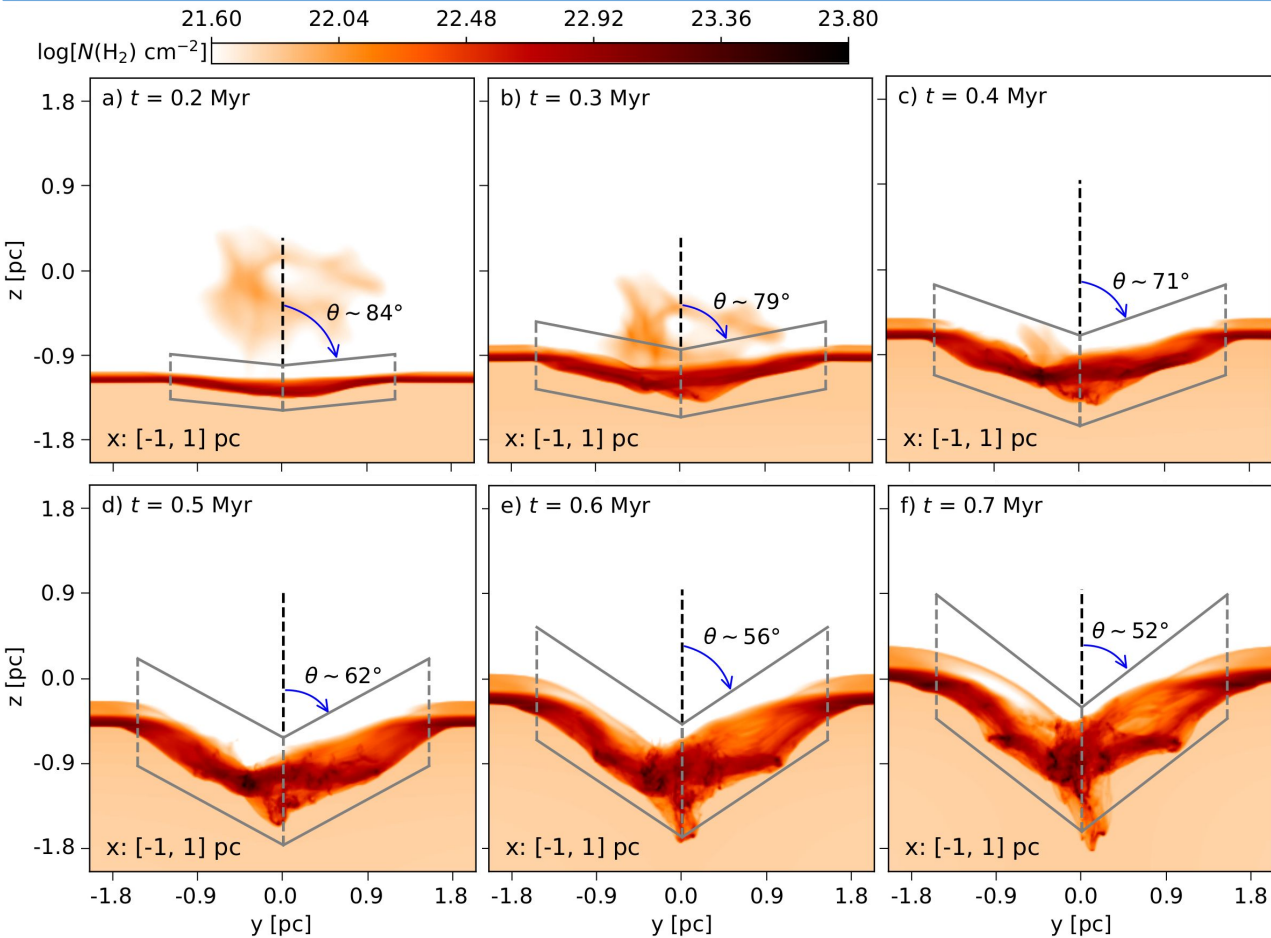 21.60 22.04 22.48 22.92 23.36 23.80
log[N(H₂) cm⁻²]
a) t = 0.2 Myr
b) t = 0.3 Myr
c) t = 0.4 Myr
1.8
0.9
0.0
-0.9
-1.8
z [pc]
θ ~ 84°
θ ~ 79°
θ ~ 71°
x: [-1, 1] pc
x: [-1, 1] pc
x: [-1, 1] pc
d) t = 0.5 Myr
e) t = 0.6 Myr
f) t = 0.7 Myr
1.8
0.9
0.0
-0.9
-1.8
z [pc]
θ ~ 62°
θ ~ 56°
θ ~ 52°
x: [-1, 1] pc
x: [-1, 1] pc
x: [-1, 1] pc
-1.8 -0.9 0.0 0.9 1.8
-1.8 -0.9 0.0 0.9 1.8
-1.8 -0.9 0.0 0.9 1.8
y [pc]
y [pc]
y [pc]